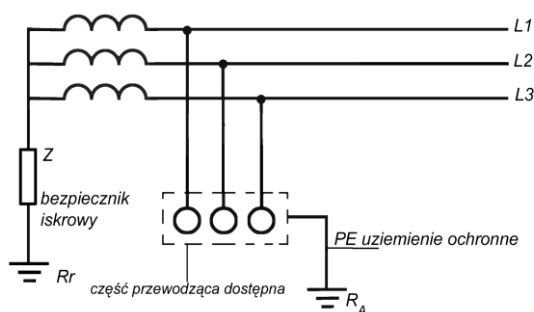 L1
L2
L3
Z
bezpiecznik
iskrowy
PE uziemienie ochronne
Rr
część przewodząca dostępna
RA